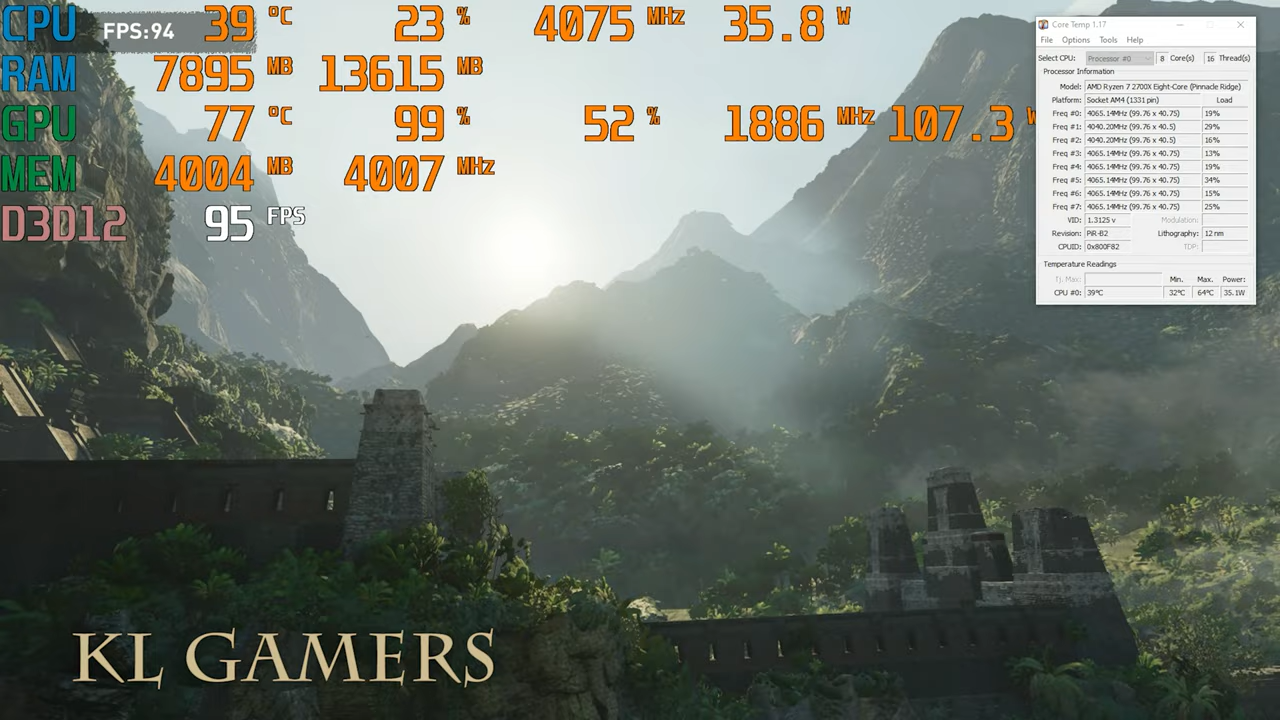 CPU 39 °C 23 % 4075 MHz 35.8 W
FPS:94
RAM 7895 MB 13615 MB
GPU 77 °C 99 % 52 % 1886 MHz 107.3 W
MEM 4004 MB 4007 MHz
D3D12 95 FPS
Core Temp 1.17
File Options Tools Help
Select CPU: Processor #0 8 Core(s) 16 Thread(s)
Processor Information
Model: AMD Ryzen 7 2700X Eight-Core (Pinnacle Ridge)
Platform: Socket AM4 (1331 pin) Load
Freq #0: 4065.14MHz (99.76 x 40.75) 19%
Freq #1: 4040.20MHz (99.76 x 40.5) 29%
Freq #2: 4040.20MHz (99.76 x 40.5) 16%
Freq #3: 4065.14MHz (99.76 x 40.75) 13%
Freq #4: 4065.14MHz (99.76 x 40.75) 19%
Freq #5: 4065.14MHz (99.76 x 40.75) 34%
Freq #6: 4065.14MHz (99.76 x 40.75) 15%
Freq #7: 4065.14MHz (99.76 x 40.75) 25%
VID: 1.3125 v Modulation:
Revision: PiR-B2 Lithography: 12 nm
CPUID: 0x800F82 TDP:
Temperature Readings
Tj. Max: Min. Max. Power:
CPU #0: 39°C 32°C 64°C 35.1W
KL GAMERS